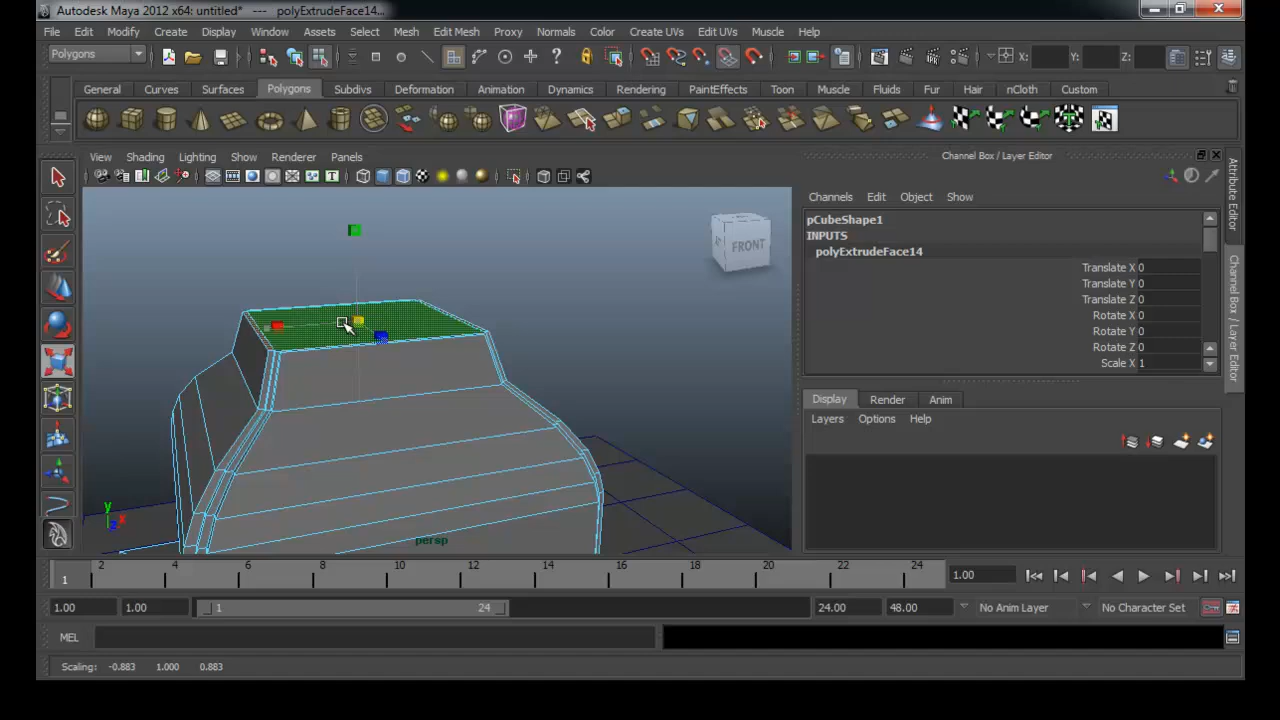 Autodesk Maya 2012 x64: untitled* --- polyExtrudeFace14...
File Edit Modify Create Display Window Assets Select Mesh Edit Mesh Proxy Normals Color Create UVs Edit UVs Muscle Help
Polygons X: Y: Z:
General Curves Surfaces Polygons Subdivs Deformation Animation Dynamics Rendering PaintEffects Toon Muscle Fluids Fur Hair nCloth Custom
View Shading Lighting Show Renderer Panels
Channel Box / Layer Editor
Channels Edit Object Show
pCubeShape1
INPUTS
polyExtrudeFace14
Translate X 0
Translate Y 0
Translate Z 0
Rotate X 0
Rotate Y 0
Rotate Z 0
Scale X 1
Attribute Editor
Channel Box / Layer Editor
FRONT
Display Render Anim
Layers Options Help
y
z x
persp
1 2 4 6 8 10 12 14 16 18 20 22 24 1.00
1.00 1.00 1 24 24.00 48.00 No Anim Layer No Character Set
MEL
Scaling: -0.883 1.000 0.883